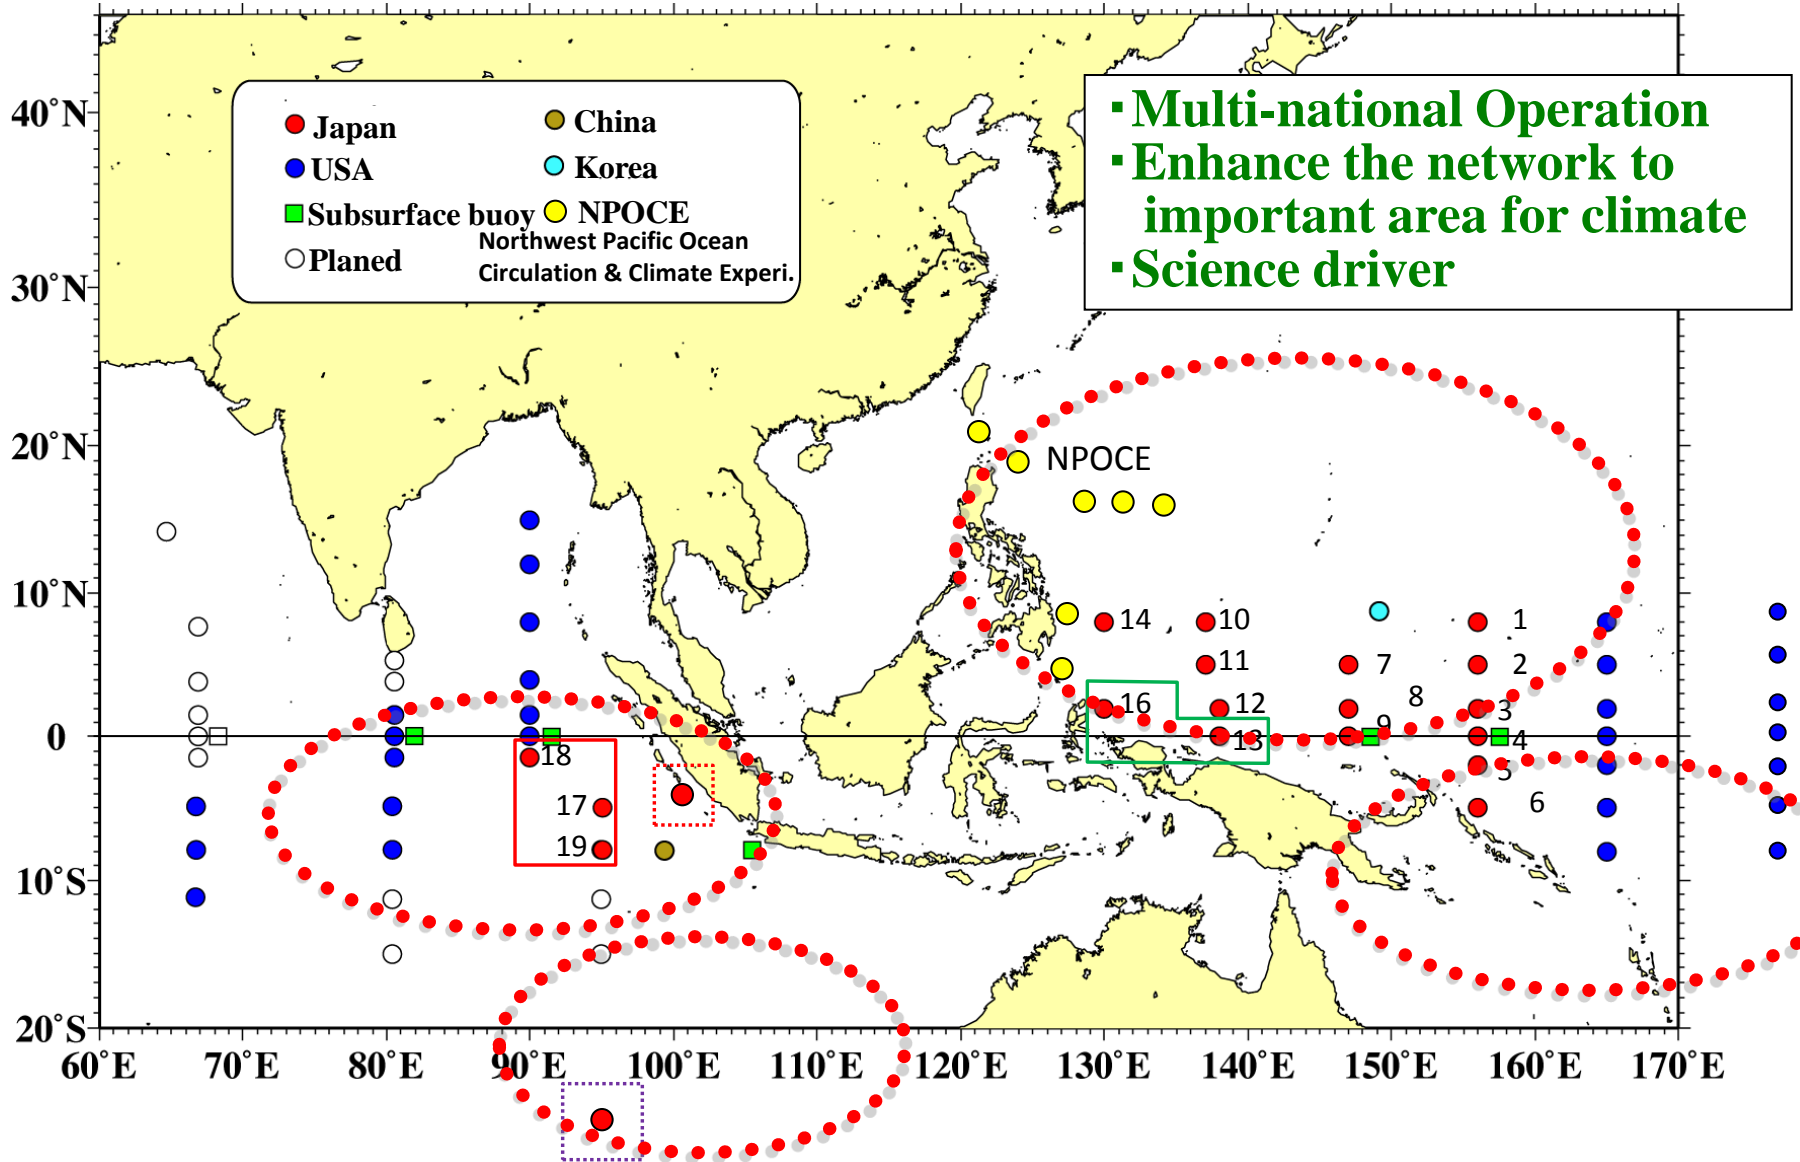 40°N
30°N
20°N
10°N
0
10°S
20°S
60°E
70°E
80°E
90°E
100°E
110°E
120°E
130°E
140°E
150°E
160°E
170°E
Japan
USA
Subsurface buoy
Planed
China
Korea
NPOCE
Northwest Pacific Ocean
Circulation & Climate Experi.
▪Multi-national Operation
▪Enhance the network to
important area for climate
▪Science driver
NPOCE
14
10
1
11
7
2
16
12
8
3
13
9
4
18
5
17
6
19